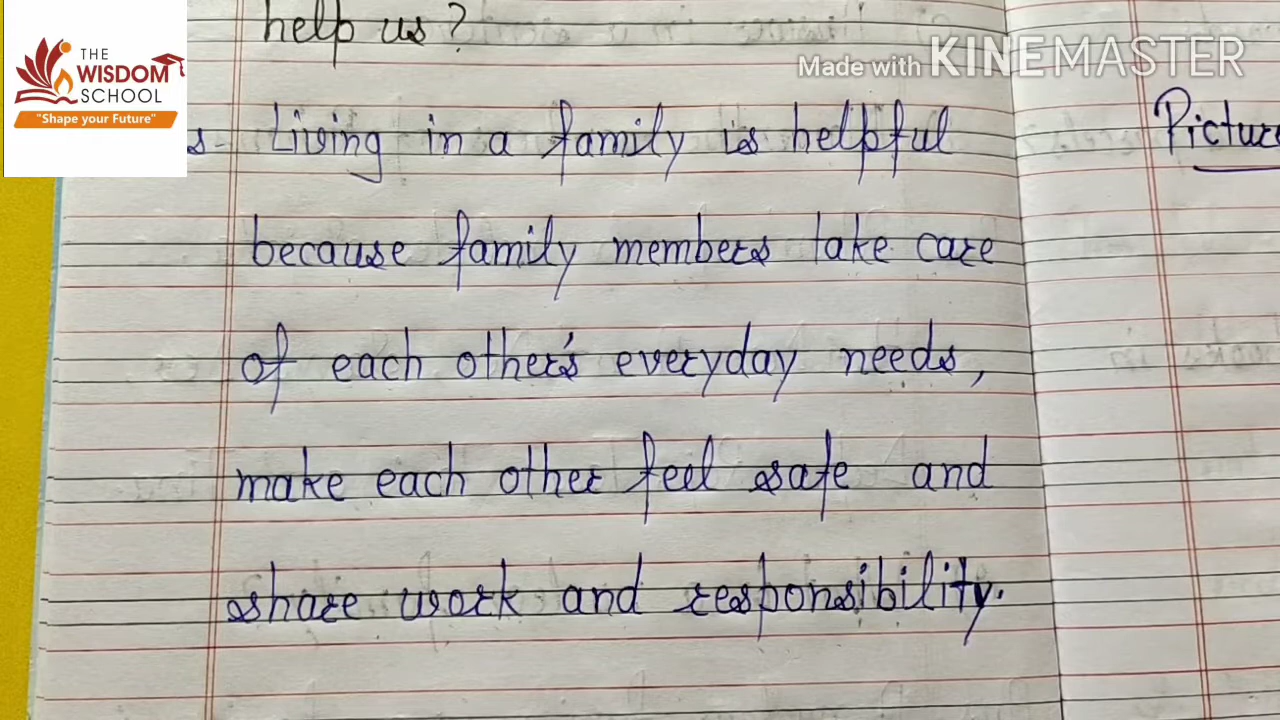 help us?
THE
WISDOM
SCHOOL
"Shape your Future"
Made with KINEMASTER
Living in a family is helpful
because family members take care
of each other's everyday needs,
make each other feel safe and
share work and responsibility.